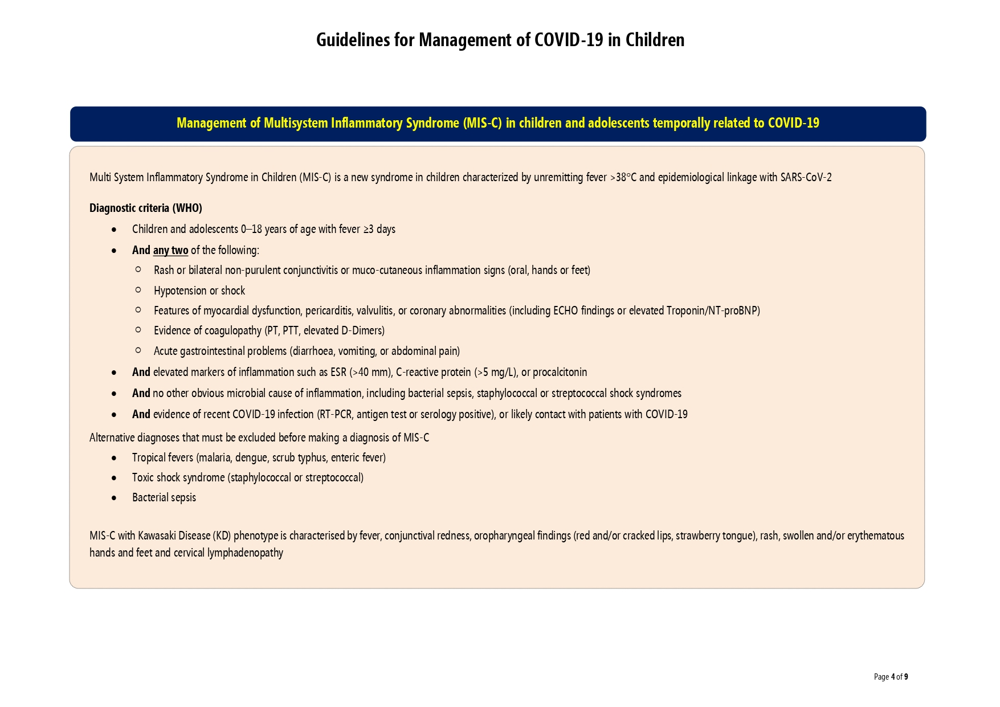 Guidelines for Management of COVID-19 in Children
Management of Multisystem Inflammatory Syndrome (MIS-C) in children and adolescents temporally related to COVID-19
Multi System Inflammatory Syndrome in Children (MIS-C) is a new syndrome in children characterized by unremitting fever >38°C and epidemiological linkage with SARS-CoV-2
Diagnostic criteria (WHO)
• Children and adolescents 0–18 years of age with fever ≥3 days
• And any two of the following:
○ Rash or bilateral non-purulent conjunctivitis or muco-cutaneous inflammation signs (oral, hands or feet)
○ Hypotension or shock
○ Features of myocardial dysfunction, pericarditis, valvulitis, or coronary abnormalities (including ECHO findings or elevated Troponin/NT-proBNP)
○ Evidence of coagulopathy (PT, PTT, elevated D-Dimers)
○ Acute gastrointestinal problems (diarrhoea, vomiting, or abdominal pain)
• And elevated markers of inflammation such as ESR (>40 mm), C-reactive protein (>5 mg/L), or procalcitonin
• And no other obvious microbial cause of inflammation, including bacterial sepsis, staphylococcal or streptococcal shock syndromes
• And evidence of recent COVID-19 infection (RT-PCR, antigen test or serology positive), or likely contact with patients with COVID-19
Alternative diagnoses that must be excluded before making a diagnosis of MIS-C
• Tropical fevers (malaria, dengue, scrub typhus, enteric fever)
• Toxic shock syndrome (staphylococcal or streptococcal)
• Bacterial sepsis
MIS-C with Kawasaki Disease (KD) phenotype is characterised by fever, conjunctival redness, oropharyngeal findings (red and/or cracked lips, strawberry tongue), rash, swollen and/or erythematous
hands and feet and cervical lymphadenopathy
Page 4 of 9